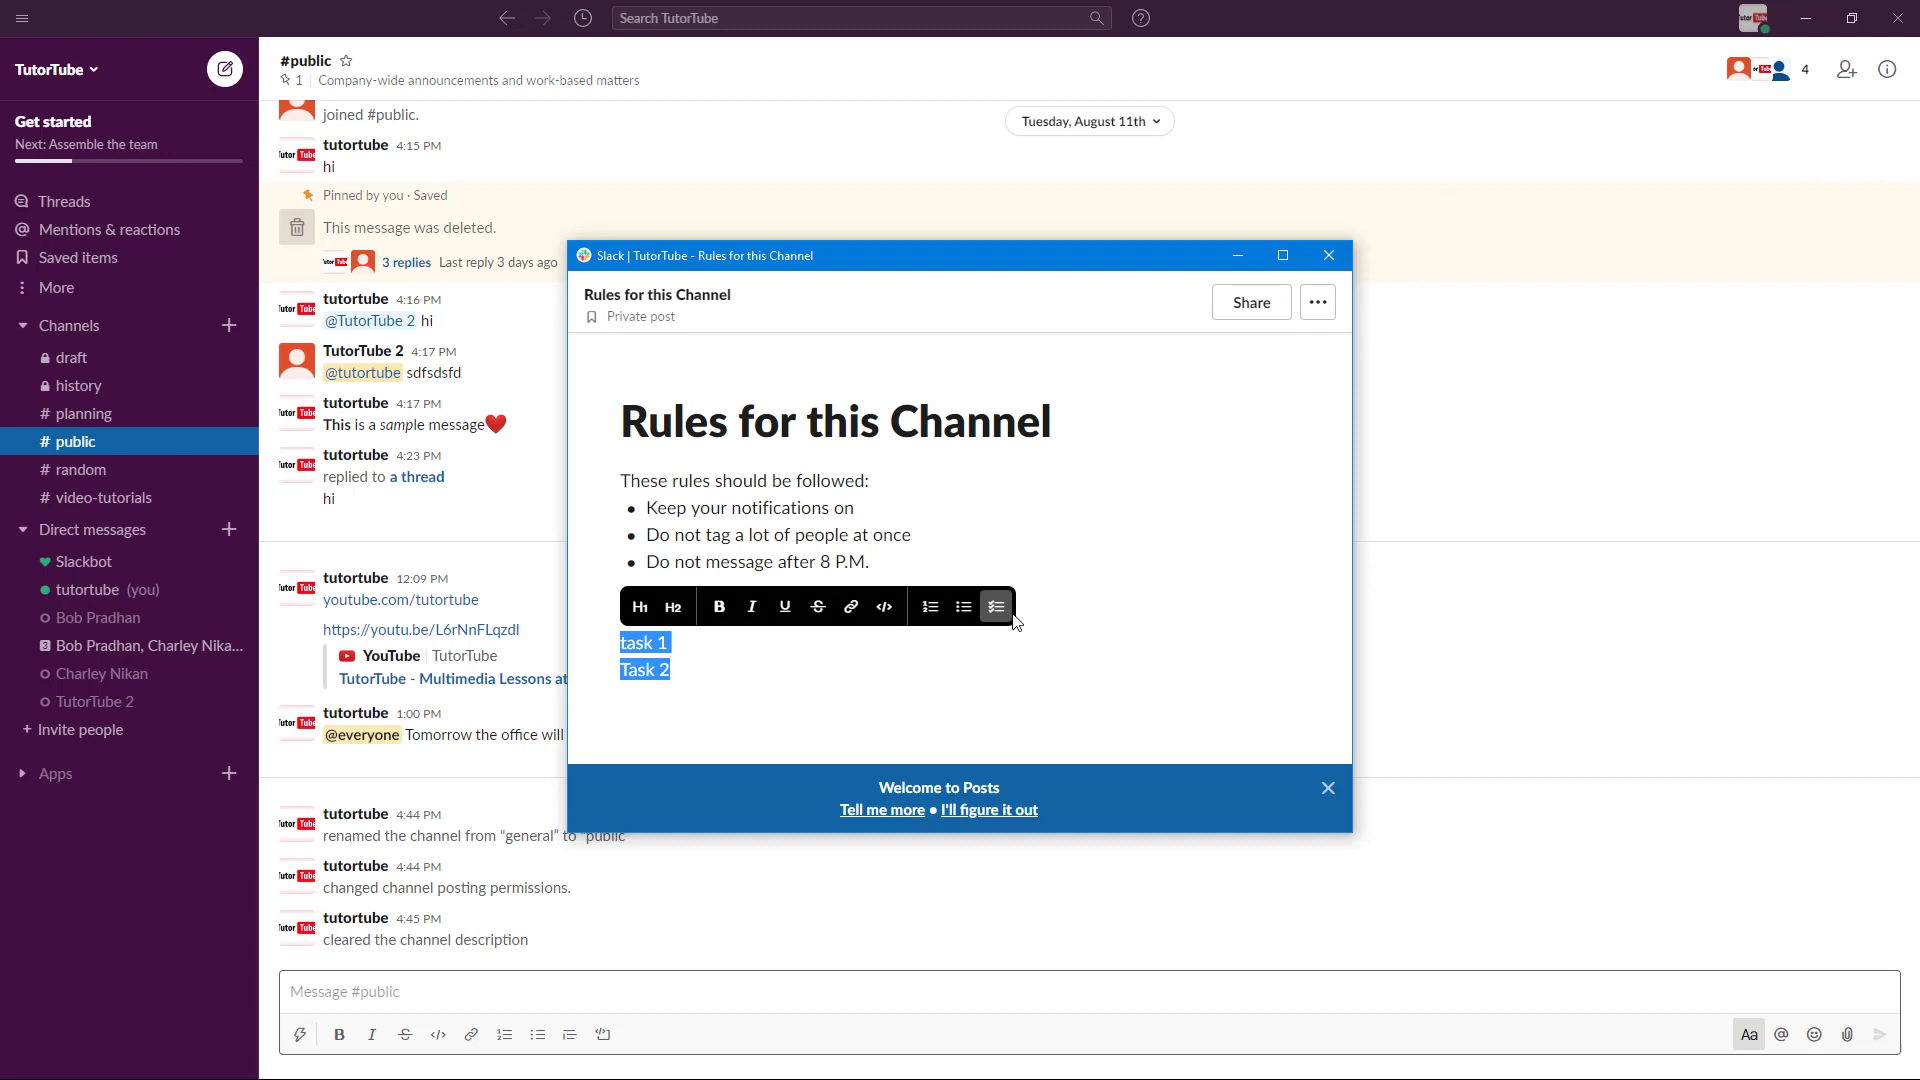 Search TutorTube
TutorTube
Get started
Next: Assemble the team
Threads
Mentions & reactions
Saved items
More
Channels
draft
history
# planning
# public
# random
# video-tutorials
Direct messages
Slackbot
tutortube (you)
Bob Pradhan
3 Bob Pradhan, Charley Nika...
Charley Nikan
TutorTube 2
+ Invite people
Apps
#public
1 | Company-wide announcements and work-based matters
4
joined #public.
Tuesday, August 11th
tutortube 4:15 PM
hi
Pinned by you · Saved
This message was deleted.
3 replies Last reply 3 days ago
tutortube 4:16 PM
@TutorTube 2 hi
TutorTube 2 4:17 PM
@tutortube sdfsdsfd
tutortube 4:17 PM
This is a sample message
tutortube 4:23 PM
replied to a thread
hi
tutortube 12:09 PM
youtube.com/tutortube
https://youtu.be/L6rNnFLqzdI
YouTube | TutorTube
TutorTube - Multimedia Lessons at
tutortube 1:00 PM
@everyone Tomorrow the office will
tutortube 4:44 PM
renamed the channel from “general” to “public
tutortube 4:44 PM
changed channel posting permissions.
tutortube 4:45 PM
cleared the channel description
Message #public
B I S
Aa @
Slack | TutorTube - Rules for this Channel
Rules for this Channel
Private post
Share
Rules for this Channel
These rules should be followed:
• Keep your notifications on
• Do not tag a lot of people at once
• Do not message after 8 P.M.
H1 H2 B I U S </>
task 1
Task 2
Welcome to Posts
Tell me more • I'll figure it out